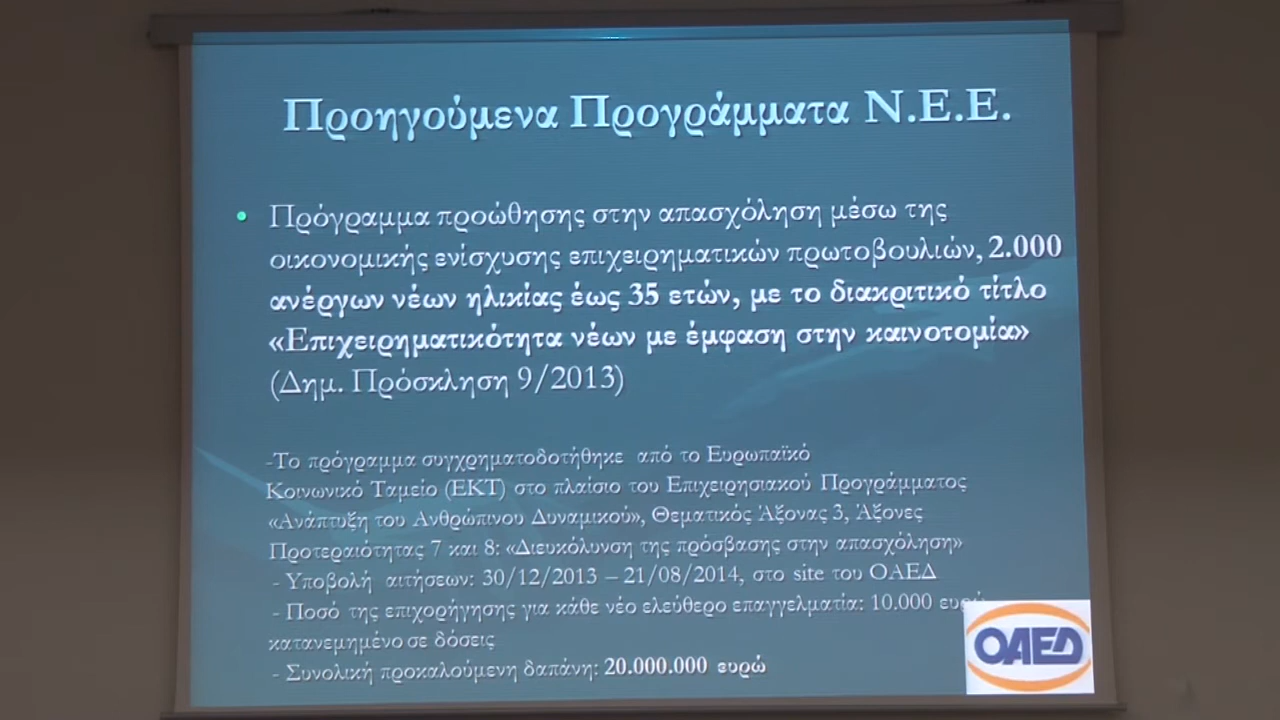 Προηγούμενα Προγράμματα Ν.Ε.Ε.
• Πρόγραμμα προώθησης στην απασχόληση μέσω της
οικονομικής ενίσχυσης επιχειρηματικών πρωτοβουλιών, 2.000
ανέργων νέων ηλικίας έως 35 ετών, με το διακριτικό τίτλο
«Επιχειρηματικότητα νέων με έμφαση στην καινοτομία»
(Δημ. Πρόσκληση 9/2013)
-Το πρόγραμμα συγχρηματοδοτήθηκε από το Ευρωπαϊκό
Κοινωνικό Ταμείο (ΕΚΤ) στο πλαίσιο του Επιχειρησιακού Προγράμματος
«Ανάπτυξη του Ανθρώπινου Δυναμικού», Θεματικός Άξονας 3, Άξονες
Προτεραιότητας 7 και 8: «Διευκόλυνση της πρόσβασης στην απασχόληση»
- Υποβολή αιτήσεων: 30/12/2013 – 21/08/2014, στο site του ΟΑΕΔ
- Ποσό της επιχορήγησης για κάθε νέο ελεύθερο επαγγελματία: 10.000 ευρώ
κατανεμημένο σε δόσεις
- Συνολική προκαλούμενη δαπάνη: 20.000.000 ευρώ
ΟΑΕΔ